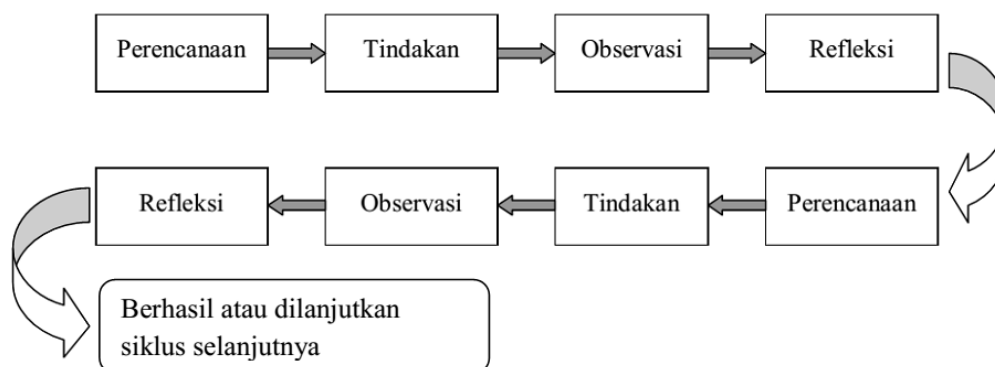 Perencanaan Tindakan Observasi Refleksi
Refleksi Observasi Tindakan Perencanaan
Berhasil atau dilanjutkan
siklus selanjutnya